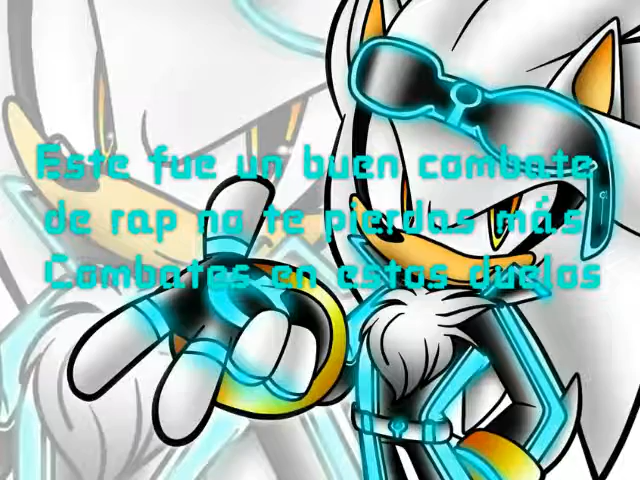 Este fue un buen combate
de rap no te pierdas más
Combates en estos duelos